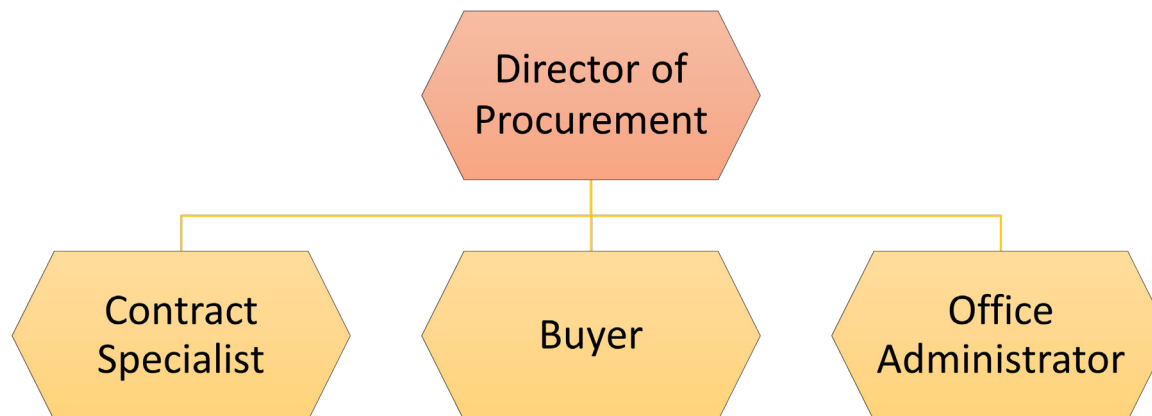 Director of
Procurement
Contract
Specialist
Buyer
Office
Administrator